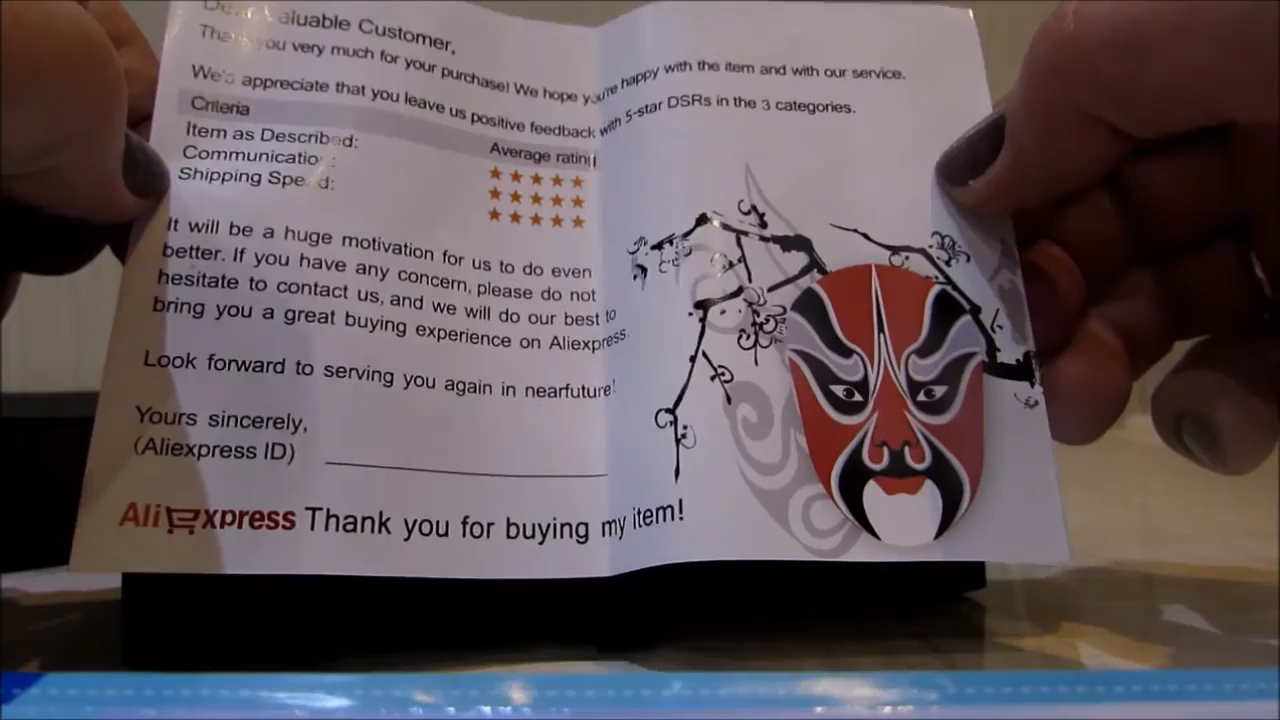 Dear Valuable Customer,
Thank you very much for your purchase! We hope you're happy with the item and with our service.
We'd appreciate that you leave us positive feedback with 5-star DSRs in the 3 categories.
Criteria Average rating
Item as Described: ★★★★★
Communication: ★★★★★
Shipping Speed: ★★★★★
It will be a huge motivation for us to do even
better. If you have any concern, please do not
hesitate to contact us, and we will do our best to
bring you a great buying experience on Aliexpress.
Look forward to serving you again in nearfuture!
Yours sincerely,
(Aliexpress ID)
AliExpress Thank you for buying my item!